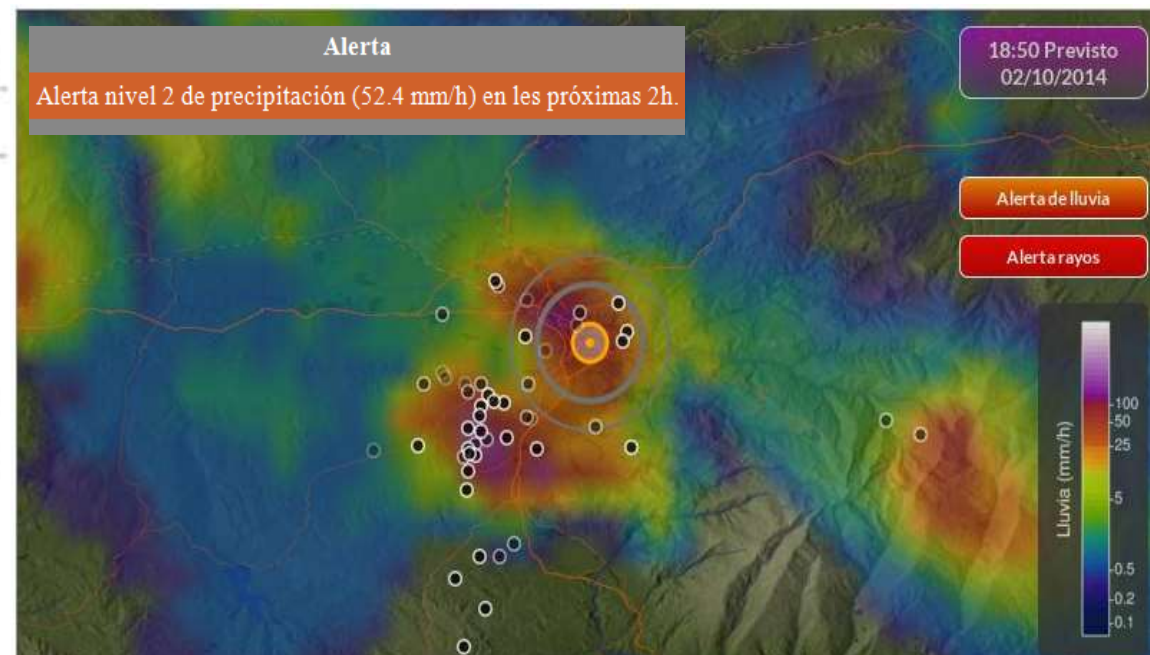 Alerta
Alerta nivel 2 de precipitación (52.4 mm/h) en les próximas 2h.
18:50 Previsto
02/10/2014
Alerta de lluvia
Alerta rayos
Lluvia (mm/h)
100
50
25
5
0.5
0.2
0.1